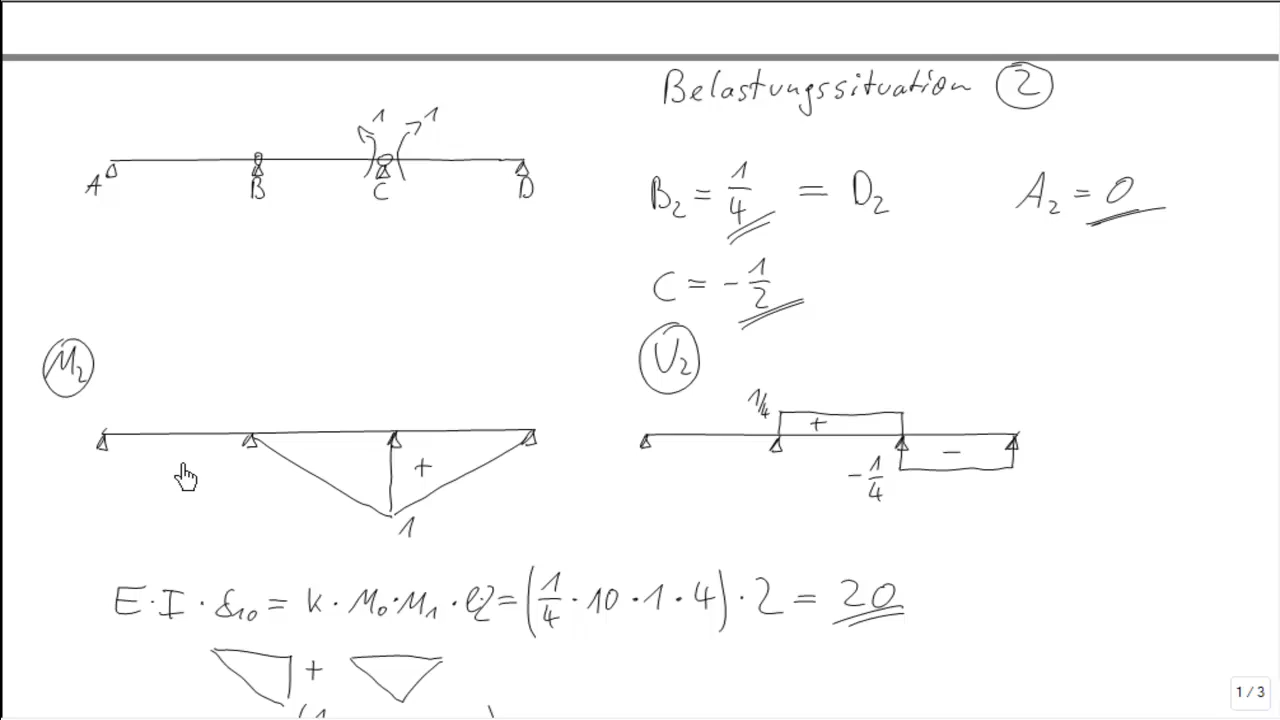 Belastungssituation 2
1 1
A B C D
B₂ = 1/4 = D₂ A₂ = 0
C = - 1/2
M₂
V₂
1/4 +
-
- 1/4
+
1
E · I · δ₁₀ = k · M₀ · M₁ · l · 2 = (1/4 · 10 · 1 · 4) · 2 = 20
+
1 / 3